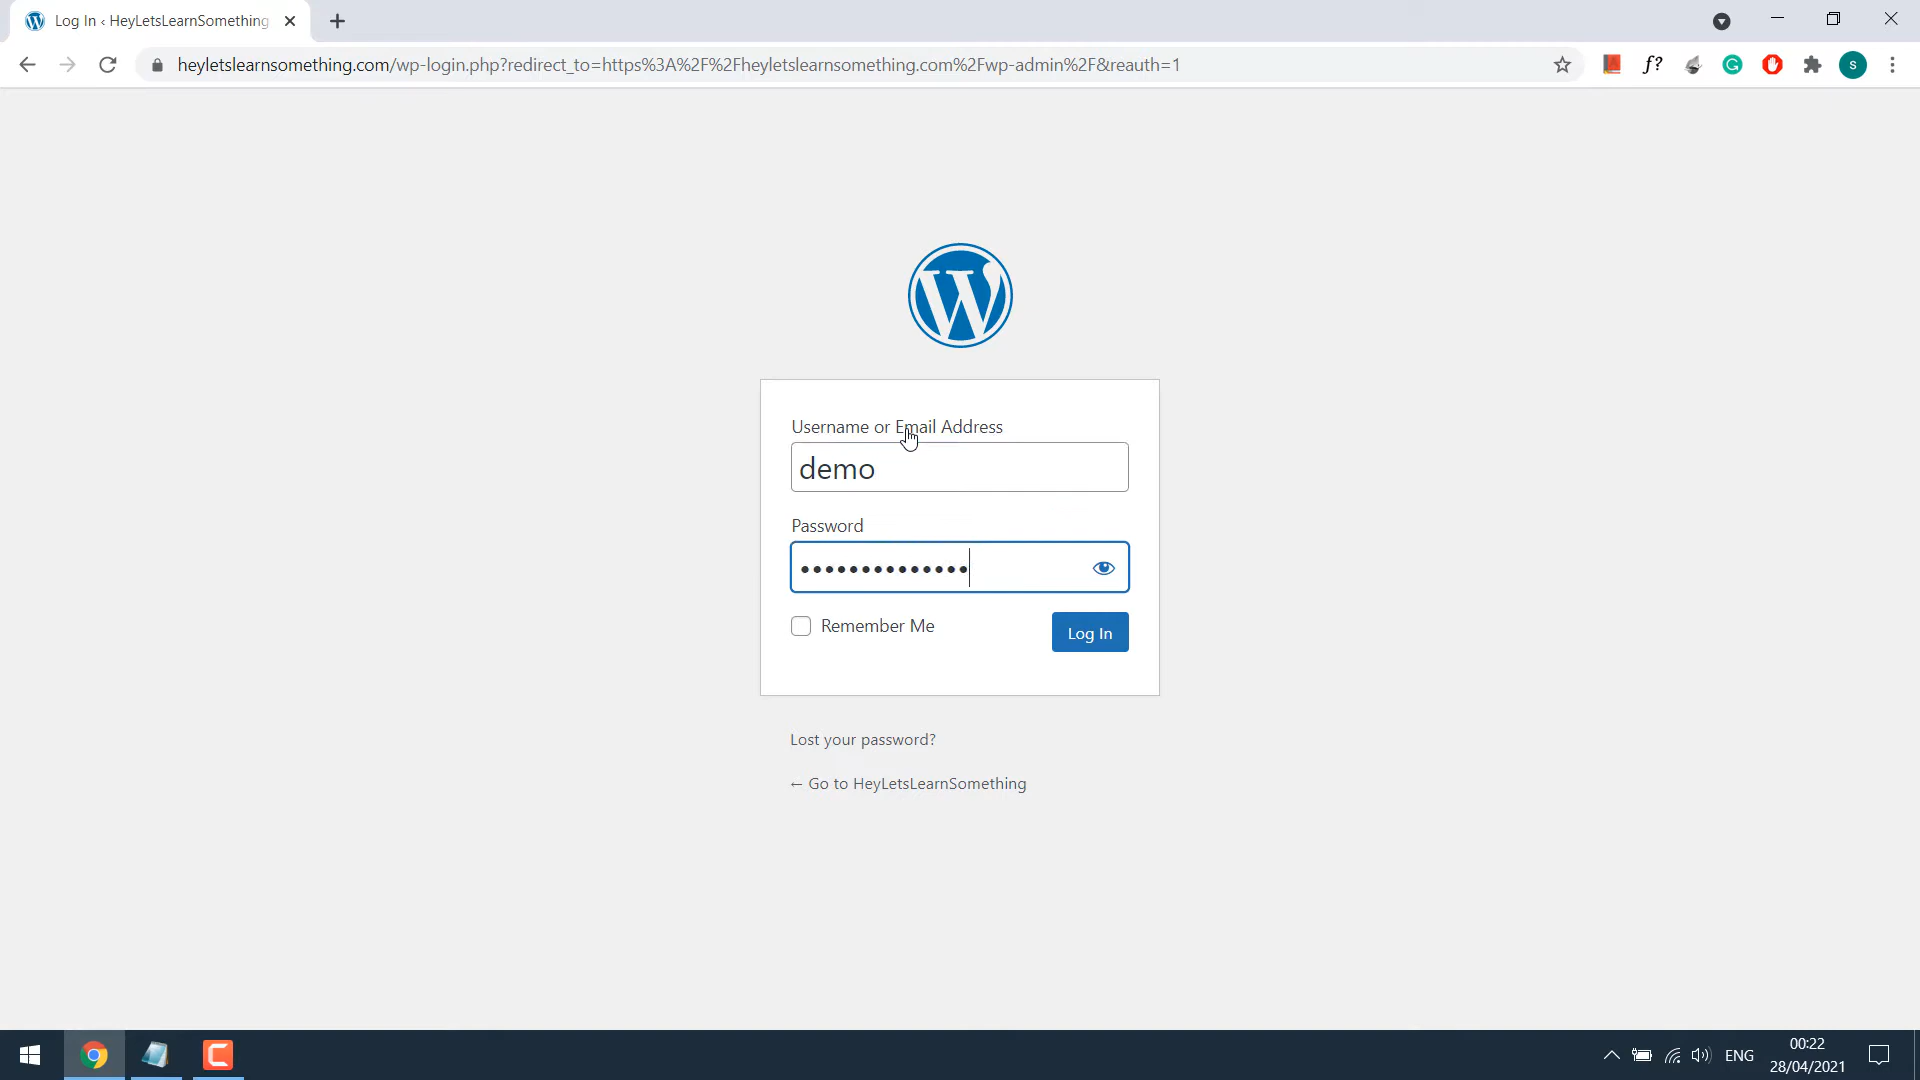 Log In ‹ HeyLetsLearnSomething
heyletslearnsomething.com/wp-login.php?redirect_to=https%3A%2F%2Fheyletslearnsomething.com%2Fwp-admin%2F&reauth=1
f?
S
Username or Email Address
demo
Password
Remember Me
Log In
Lost your password?
← Go to HeyLetsLearnSomething
ENG
00:22
28/04/2021